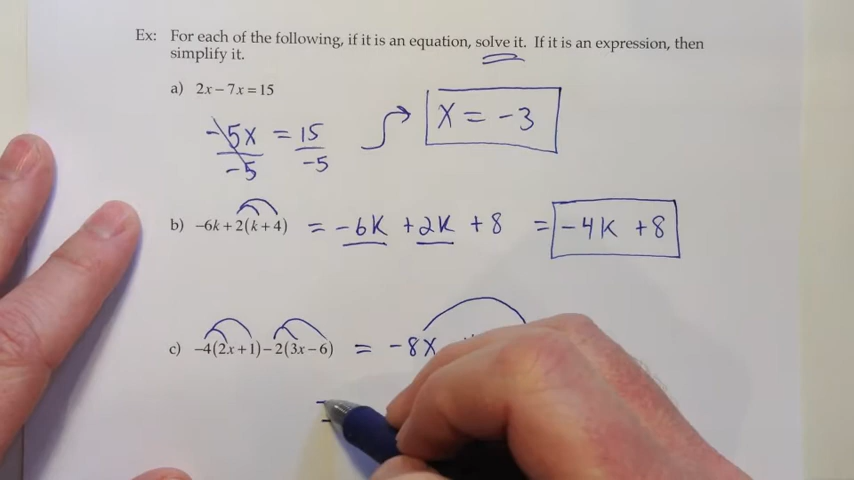 Ex: For each of the following, if it is an equation, solve it. If it is an expression, then
simplify it.
a) 2x − 7x = 15
-5x = 15
-5 -5
x = -3
b) −6k + 2(k + 4) = -6k + 2k + 8 = -4k + 8
c) −4(2x + 1) − 2(3x − 6) = -8x